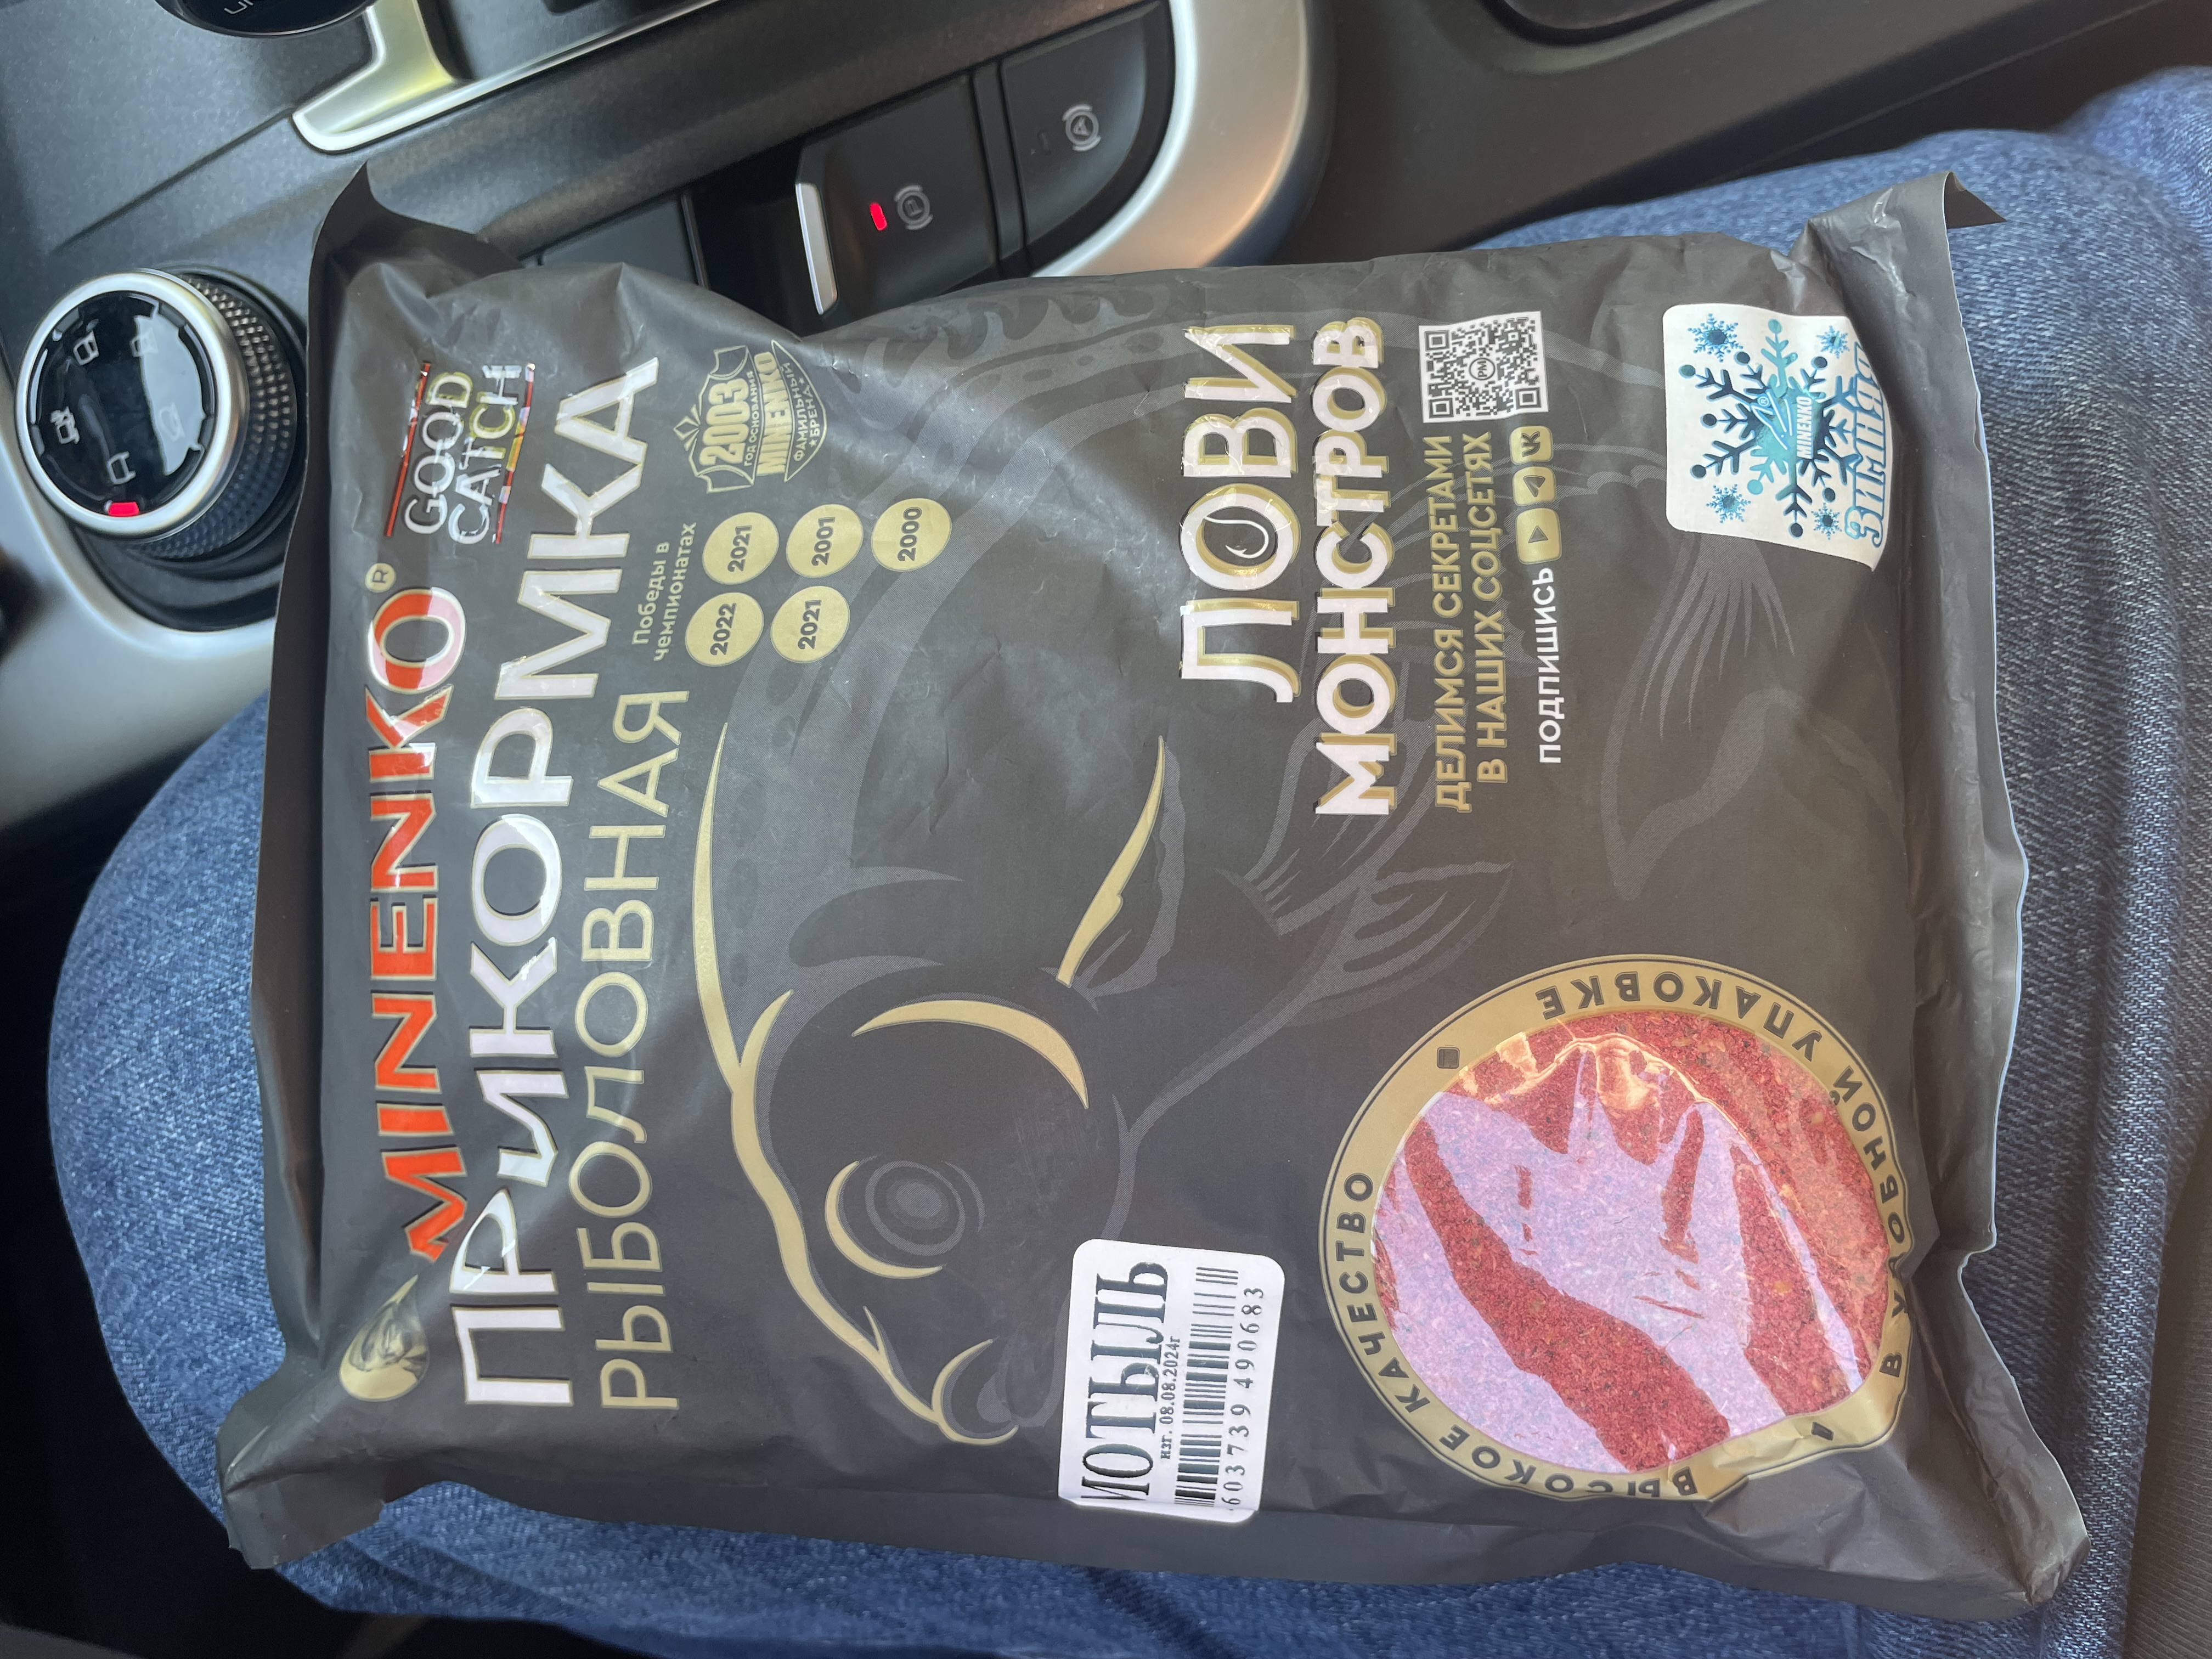 MINENKO®
GOOD
CATCH
ПРИКОРМКА
РЫБОЛОВНАЯ
Победы в
чемпионатах
2022 2021
2021 2001
2000
2003
ГОД ОСНОВАНИЯ
MINENKO
ФАМИЛЬНЫЙ
БРЕНД
ЛОВИ
МОНСТРОВ
ДЕЛИМСЯ СЕКРЕТАМИ
В НАШИХ СОЦСЕТЯХ
ПОДПИШИСЬ
МОТЫЛЬ
изг. 08.08.2024г
603739 490683
ВЫСОКОЕ КАЧЕСТВО
В УДОБНОЙ УПАКОВКЕ
MINENKO
ЗИМНЯЯ